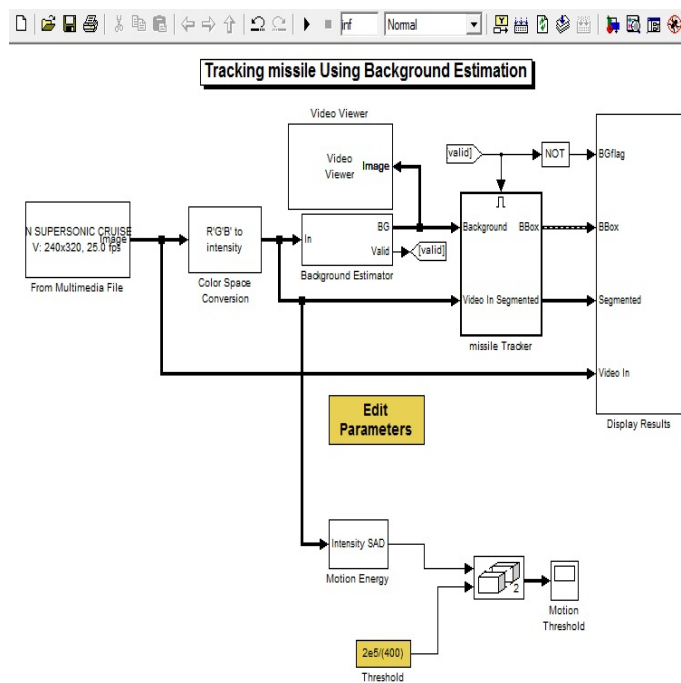 inf
Normal
Tracking missile Using Background Estimation
Video Viewer
Video
Viewer
Image
[valid]
NOT
BGflag
N SUPERSONIC CRUISE
Image
V: 240x320, 25.0 fps
From Multimedia File
R'G'B' to
intensity
Color Space
Conversion
In
BG
Valid
[valid]
Background Estimator
Background
BBox
Video In
Segmented
missile Tracker
BBox
Segmented
Video In
Display Results
Edit
Parameters
Intensity
SAD
Motion Energy
2
Motion
Threshold
2e5/(400)
Threshold